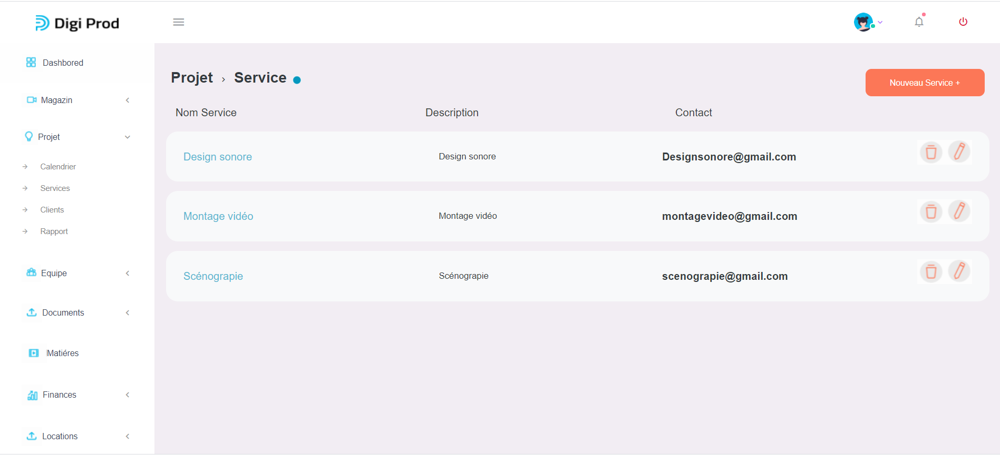 Digi Prod
Dashbored
Magazin
Projet
Calendrier
Services
Clients
Rapport
Equipe
Documents
Matiéres
Finances
Locations
Projet › Service
Nouveau Service +
Nom Service Description Contact
Design sonore Design sonore Designsonore@gmail.com
Montage vidéo Montage vidéo montagevideo@gmail.com
Scénograpie Scénograpie scenograpie@gmail.com